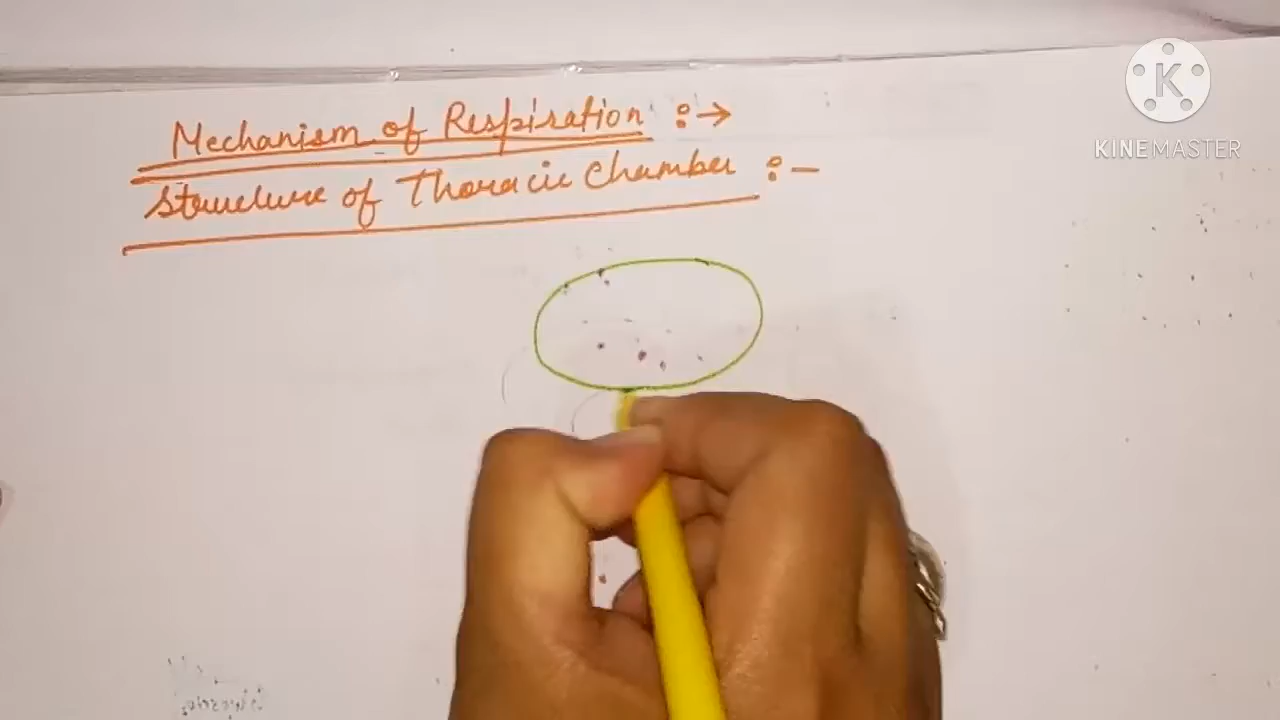 Mechanism of Respiration :→
Structure of Thoracic Chamber :-
K
KINEMASTER